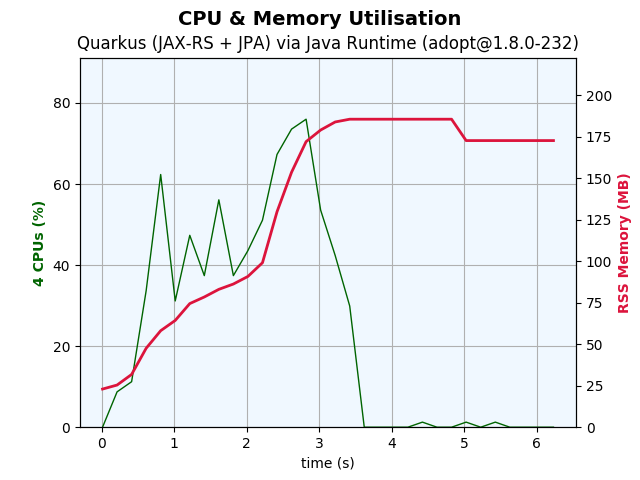 CPU & Memory Utilisation
Quarkus (JAX-RS + JPA) via Java Runtime (adopt@1.8.0-232)
4 CPUs (%)
80
60
40
20
0
200
175
150
125
100
75
50
25
0
RSS Memory (MB)
0 1 2 3 4 5 6
time (s)